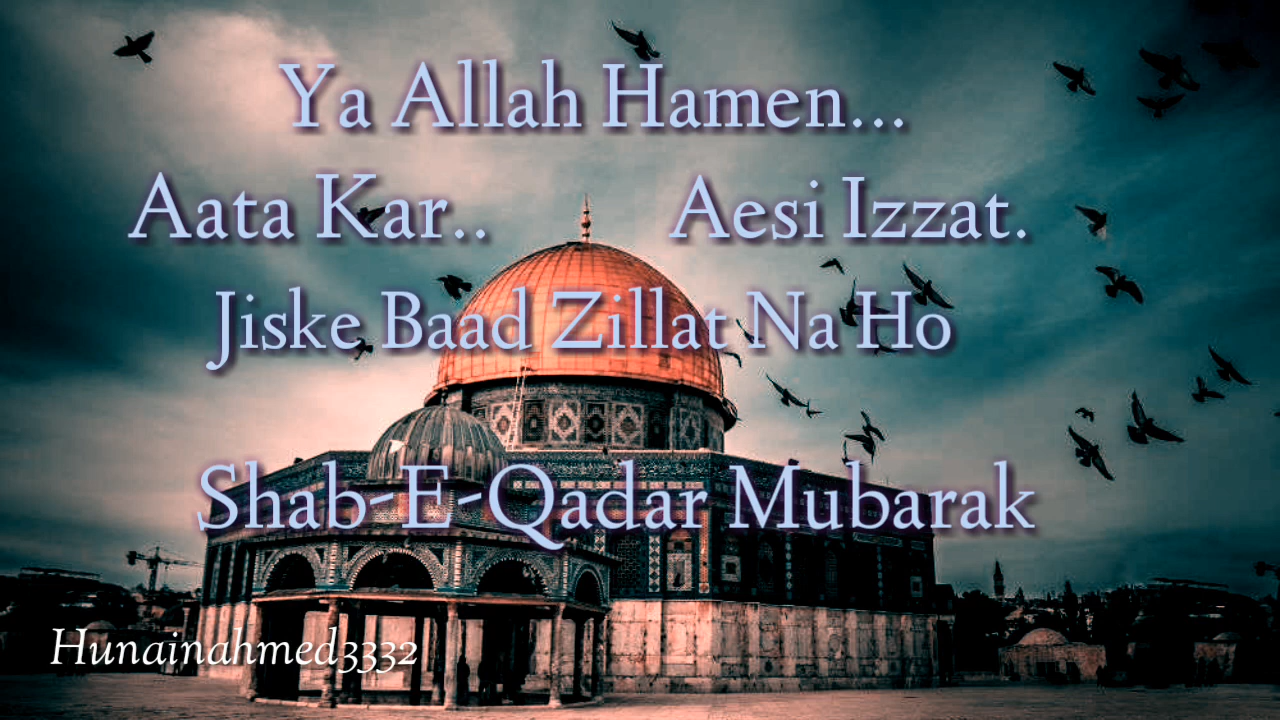 Ya Allah Hamen...
Aata Kar.. Aesi Izzat.
Jiske Baad Zillat Na Ho
Shab-E-Qadar Mubarak
Hunainahmed3332